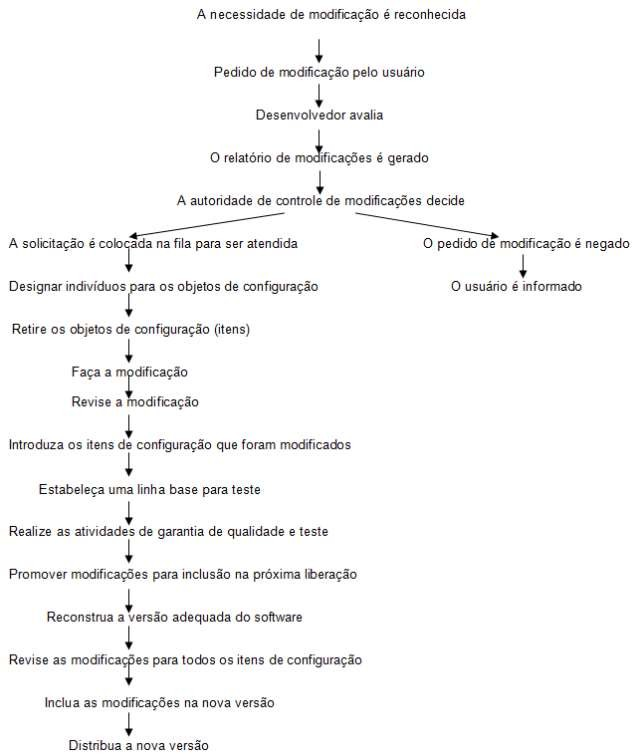 A necessidade de modificação é reconhecida
Pedido de modificação pelo usuário
Desenvolvedor avalia
O relatório de modificações é gerado
A autoridade de controle de modificações decide
A solicitação é colocada na fila para ser atendida
O pedido de modificação é negado
Designar indivíduos para os objetos de configuração
O usuário é informado
Retire os objetos de configuração (itens)
Faça a modificação
Revise a modificação
Introduza os itens de configuração que foram modificados
Estabeleça uma linha base para teste
Realize as atividades de garantia de qualidade e teste
Promover modificações para inclusão na próxima liberação
Reconstrua a versão adequada do software
Revise as modificações para todos os itens de configuração
Inclua as modificações na nova versão
Distribua a nova versão